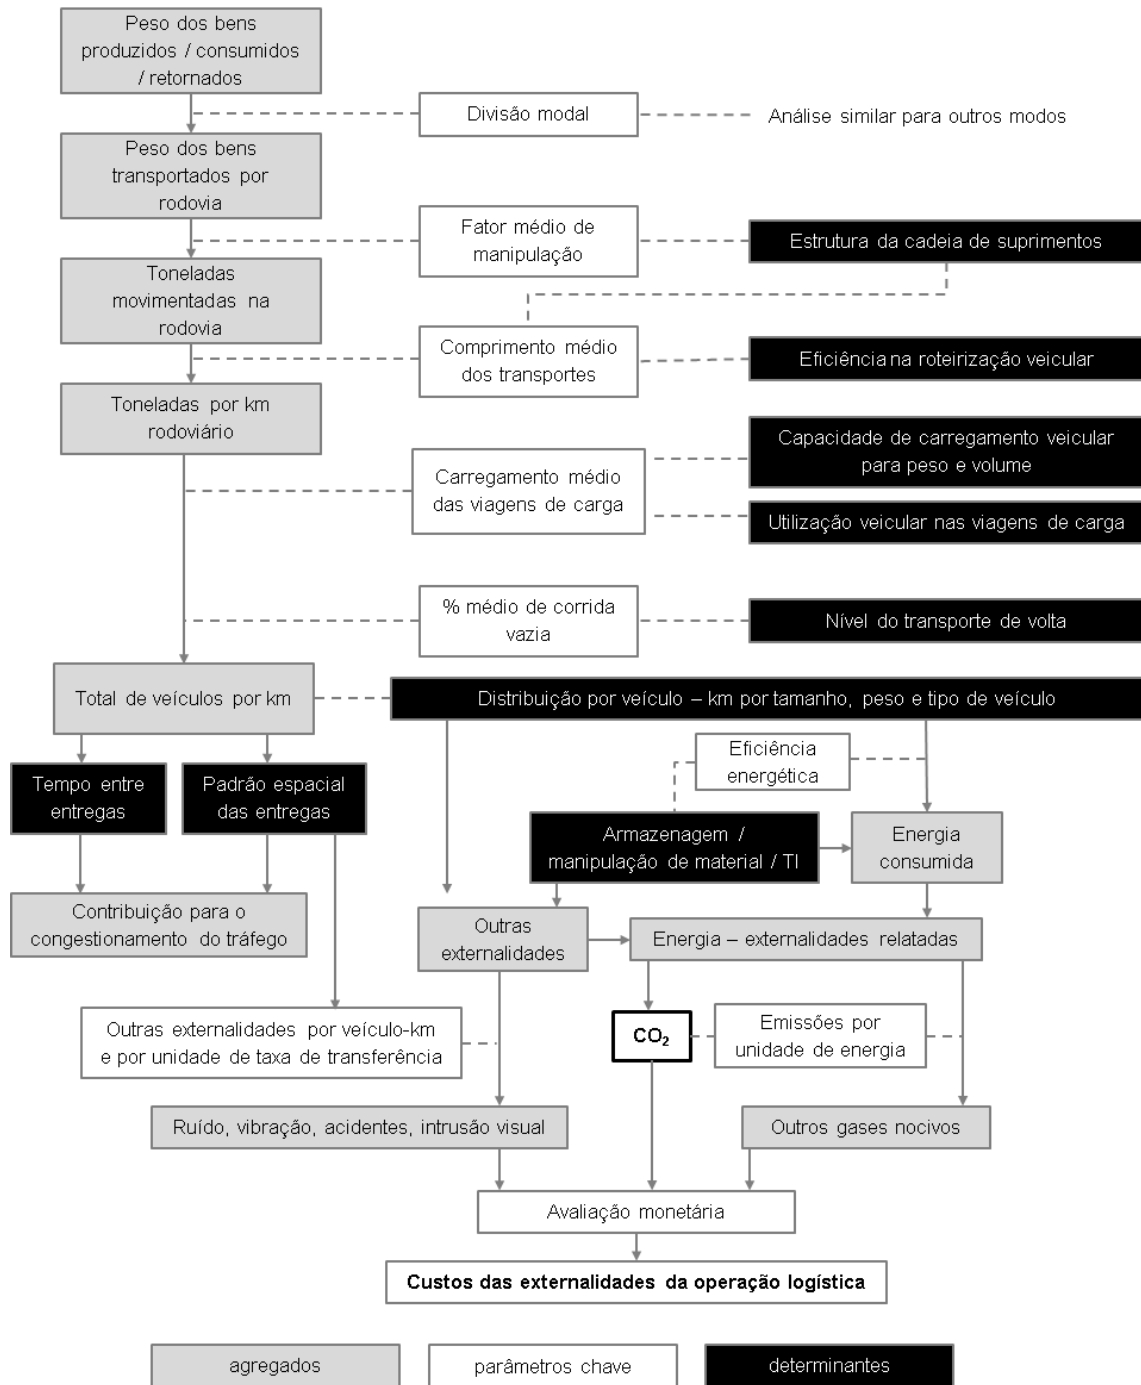 Peso dos bens
produzidos / consumidos
/ retornados
Divisão modal
Análise similar para outros modos
Peso dos bens
transportados por
rodovia
Fator médio de
manipulação
Estrutura da cadeia de suprimentos
Toneladas
movimentadas na
rodovia
Comprimento médio
dos transportes
Eficiência na roteirização veicular
Toneladas por km
rodoviário
Capacidade de carregamento veicular
para peso e volume
Carregamento médio
das viagens de carga
Utilização veicular nas viagens de carga
% médio de corrida
vazia
Nível do transporte de volta
Total de veículos por km
Distribuição por veículo – km por tamanho, peso e tipo de veículo
Eficiência
energética
Tempo entre
entregas
Padrão espacial
das entregas
Armazenagem /
manipulação de material / TI
Energia
consumida
Contribuição para o
congestionamento do tráfego
Outras
externalidades
Energia – externalidades relatadas
Outras externalidades por veículo-km
e por unidade de taxa de transferência
CO₂
Emissões por
unidade de energia
Ruído, vibração, acidentes, intrusão visual
Outros gases nocivos
Avaliação monetária
Custos das externalidades da operação logística
agregados
parâmetros chave
determinantes